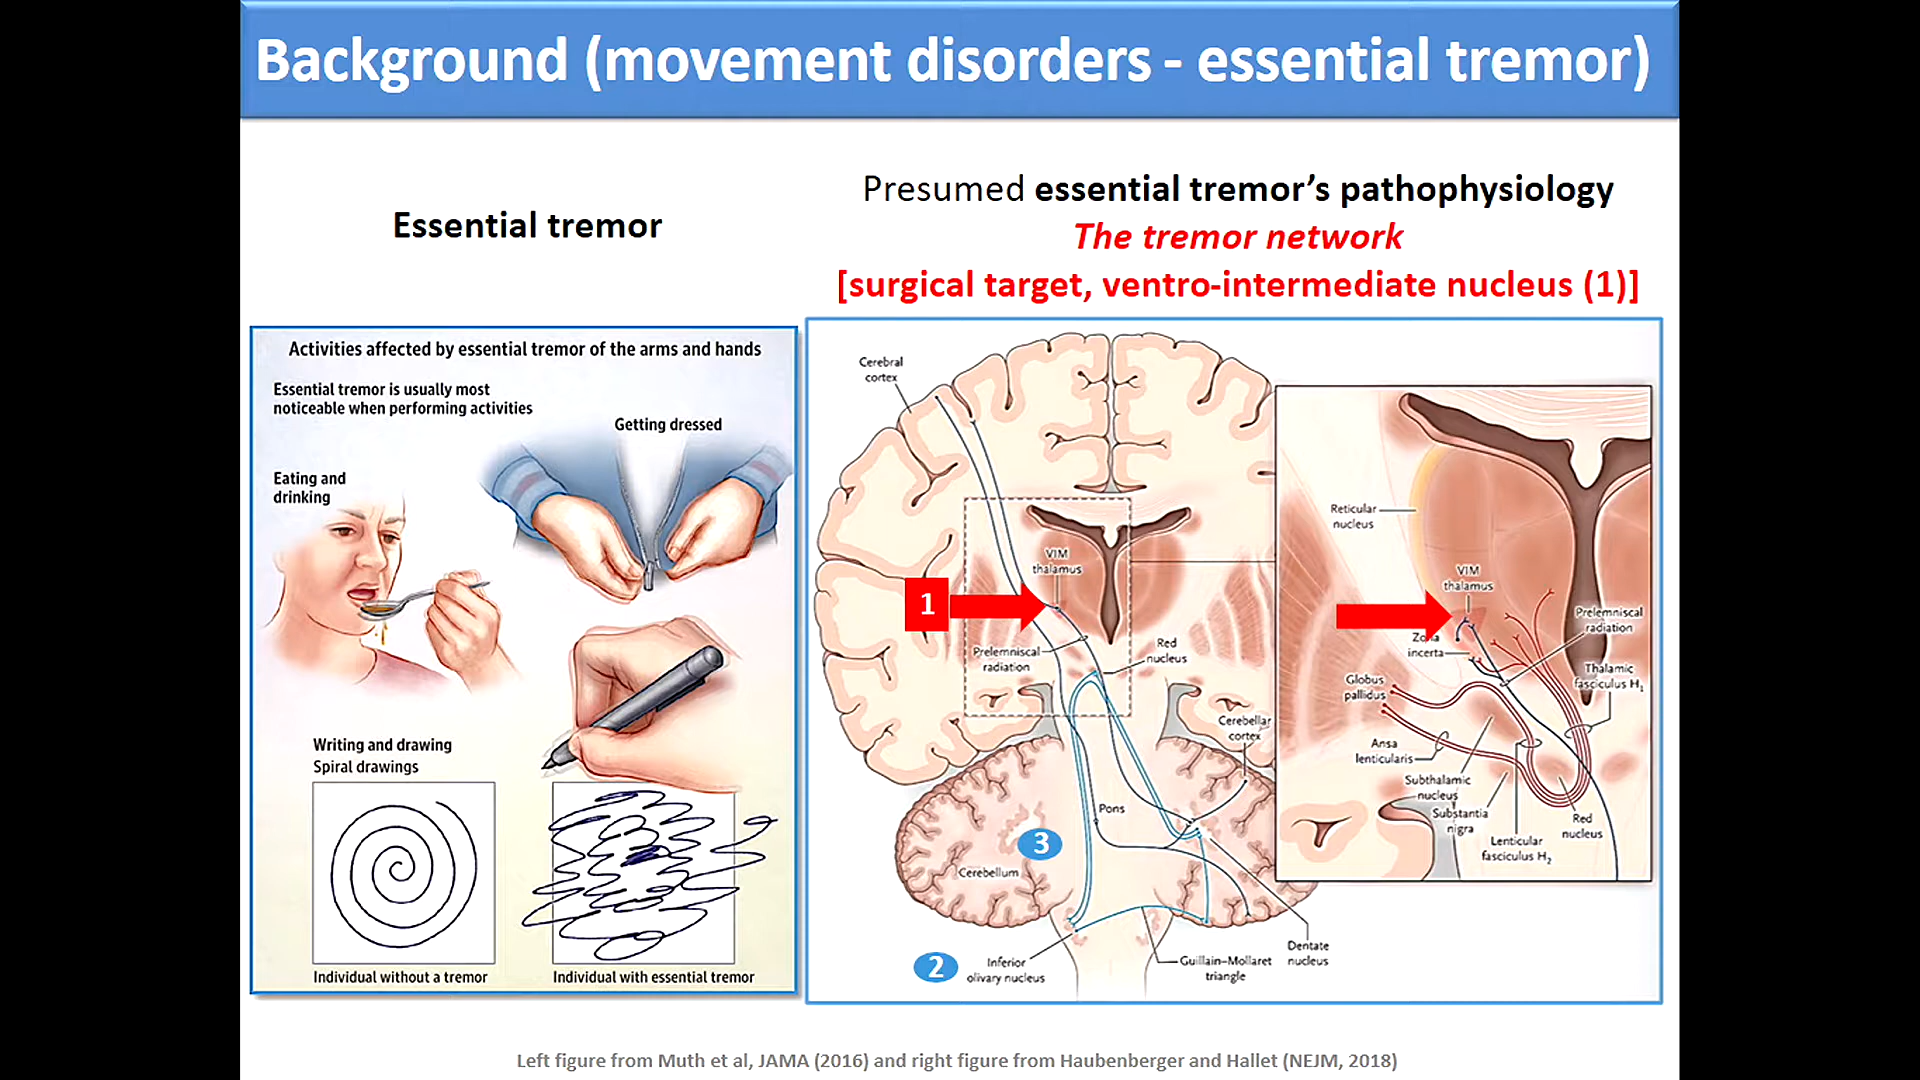 Background (movement disorders - essential tremor)
Essential tremor
Presumed essential tremor’s pathophysiology
The tremor network
[surgical target, ventro-intermediate nucleus (1)]
Activities affected by essential tremor of the arms and hands
Essential tremor is usually most
noticeable when performing activities
Getting dressed
Eating and
drinking
Writing and drawing
Spiral drawings
Individual without a tremor
Individual with essential tremor
Cerebral
cortex
VIM
thalamus
1
Prelemniscal
radiation
Red
nucleus
Cerebellar
cortex
Pons
3
Cerebellum
2
Inferior
olivary nucleus
Guillain–Mollaret
triangle
Dentate
nucleus
Reticular
nucleus
VIM
thalamus
Prelemniscal
radiation
Zona
incerta
Thalamic
fasciculus H1
Globus
pallidus
Ansa
lenticularis
Subthalamic
nucleus
Substantia
nigra
Lenticular
fasciculus H2
Red
nucleus
Left figure from Muth et al, JAMA (2016) and right figure from Haubenberger and Hallet (NEJM, 2018)